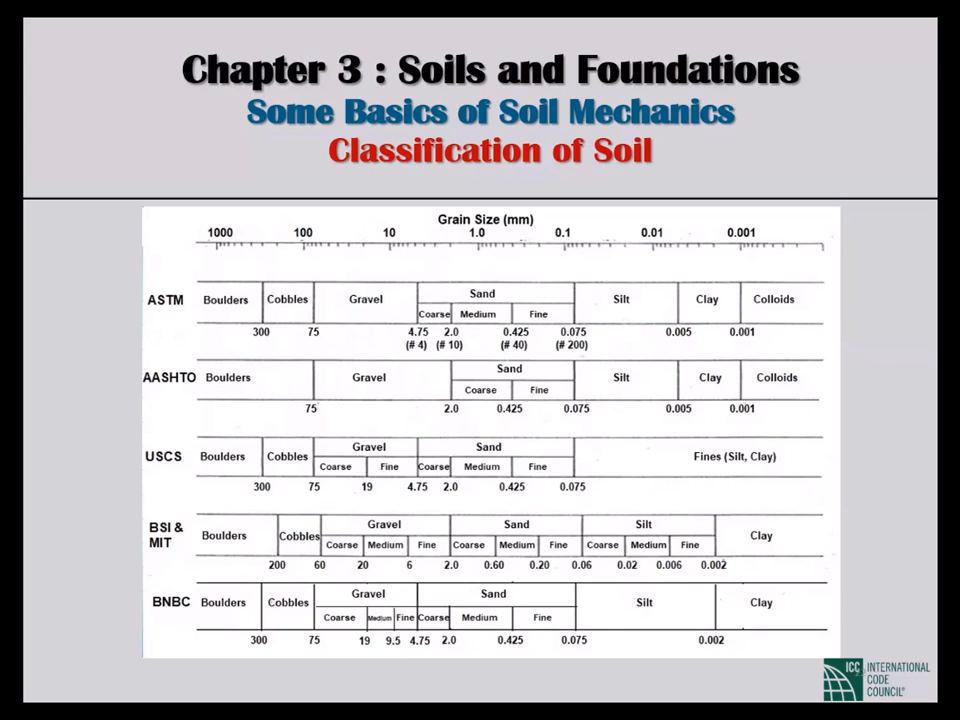 Chapter 3 : Soils and Foundations
Some Basics of Soil Mechanics
Classification of Soil
Grain Size (mm)
1000 100 10 1.0 0.1 0.01 0.001
ASTM Boulders Cobbles Gravel Sand Silt Clay Colloids
Coarse Medium Fine
300 75 4.75 2.0 0.425 0.075 0.005 0.001
(# 4) (# 10) (# 40) (# 200)
AASHTO Boulders Gravel Sand Silt Clay Colloids
Coarse Fine
75 2.0 0.425 0.075 0.005 0.001
USCS Boulders Cobbles Gravel Sand Fines (Silt, Clay)
Coarse Fine Coarse Medium Fine
300 75 19 4.75 2.0 0.425 0.075
BSI &
MIT
Boulders Cobbles Gravel Sand Silt Clay
Coarse Medium Fine Coarse Medium Fine Coarse Medium Fine
200 60 20 6 2.0 0.60 0.20 0.06 0.02 0.006 0.002
BNBC Boulders Cobbles Gravel Sand Silt Clay
Coarse Medium Fine Coarse Medium Fine
300 75 19 9.5 4.75 2.0 0.425 0.075 0.002
ICC INTERNATIONAL
CODE
COUNCIL®